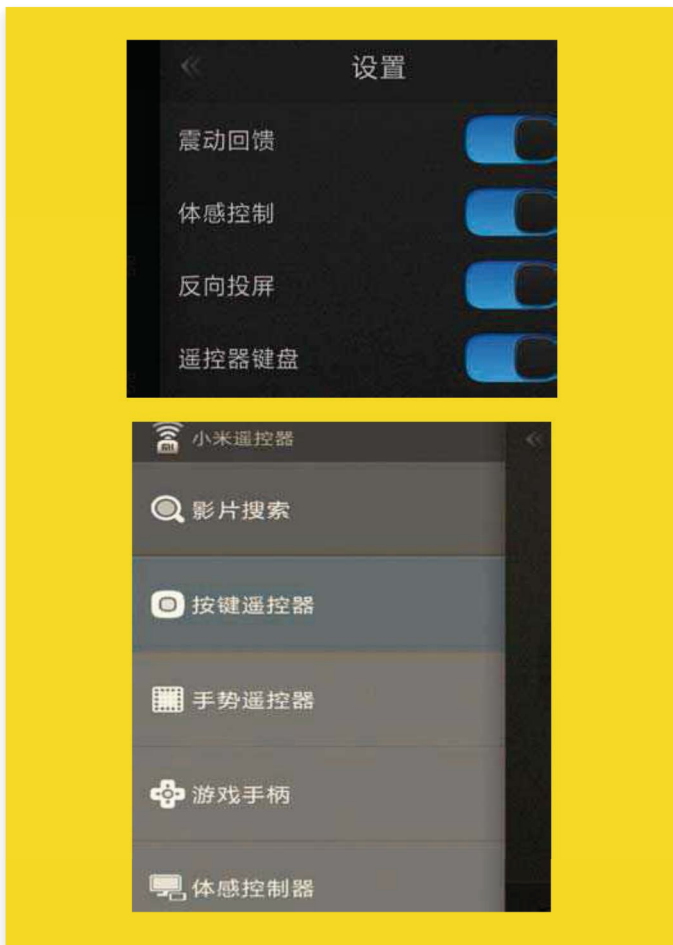 设置
震动回馈
体感控制
反向投屏
遥控器键盘
MI 小米遥控器
影片搜索
按键遥控器
手势遥控器
游戏手柄
体感控制器